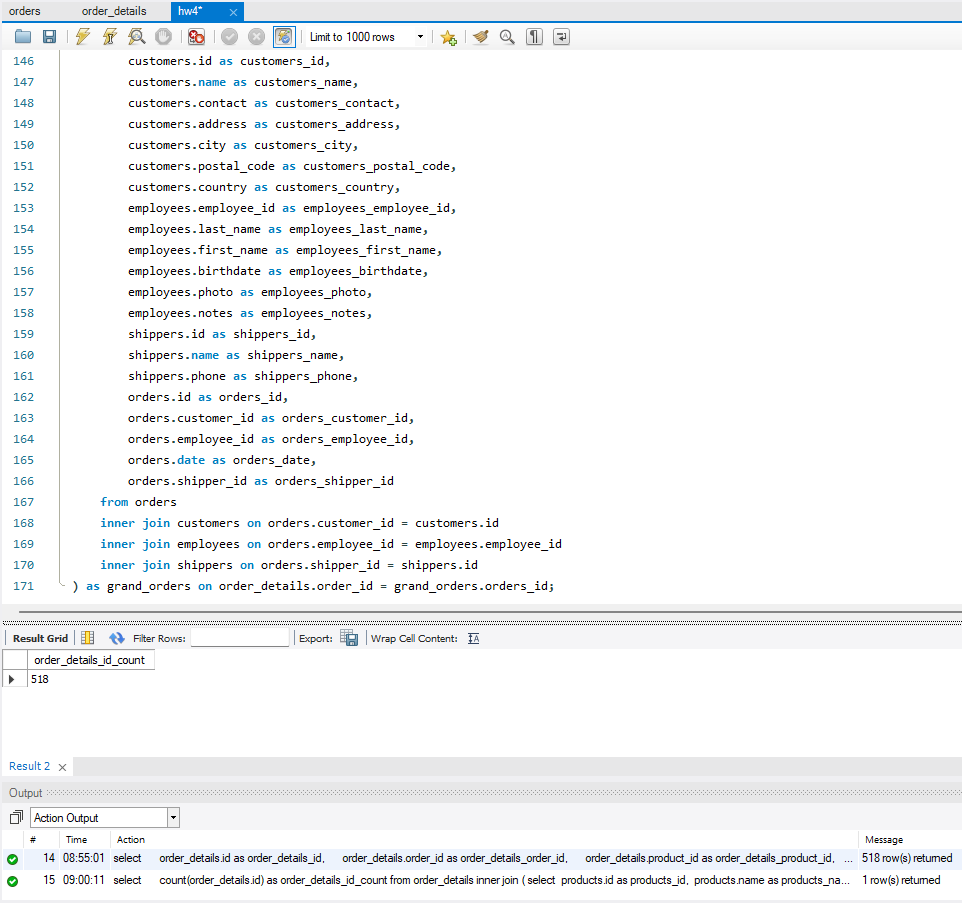 orders order_details hw4*
Limit to 1000 rows
146 customers.id as customers_id,
147 customers.name as customers_name,
148 customers.contact as customers_contact,
149 customers.address as customers_address,
150 customers.city as customers_city,
151 customers.postal_code as customers_postal_code,
152 customers.country as customers_country,
153 employees.employee_id as employees_employee_id,
154 employees.last_name as employees_last_name,
155 employees.first_name as employees_first_name,
156 employees.birthdate as employees_birthdate,
157 employees.photo as employees_photo,
158 employees.notes as employees_notes,
159 shippers.id as shippers_id,
160 shippers.name as shippers_name,
161 shippers.phone as shippers_phone,
162 orders.id as orders_id,
163 orders.customer_id as orders_customer_id,
164 orders.employee_id as orders_employee_id,
165 orders.date as orders_date,
166 orders.shipper_id as orders_shipper_id
167 from orders
168 inner join customers on orders.customer_id = customers.id
169 inner join employees on orders.employee_id = employees.employee_id
170 inner join shippers on orders.shipper_id = shippers.id
171 ) as grand_orders on order_details.order_id = grand_orders.orders_id;
Result Grid Filter Rows: Export: Wrap Cell Content:
order_details_id_count
518
Result 2
Output
Action Output
# Time Action Message
14 08:55:01 select order_details.id as order_details_id, order_details.order_id as order_details_order_id, order_details.product_id as order_details_product_id, ... 518 row(s) returned
15 09:00:11 select count(order_details.id) as order_details_id_count from order_details inner join ( select products.id as products_id, products.name as products_na... 1 row(s) returned